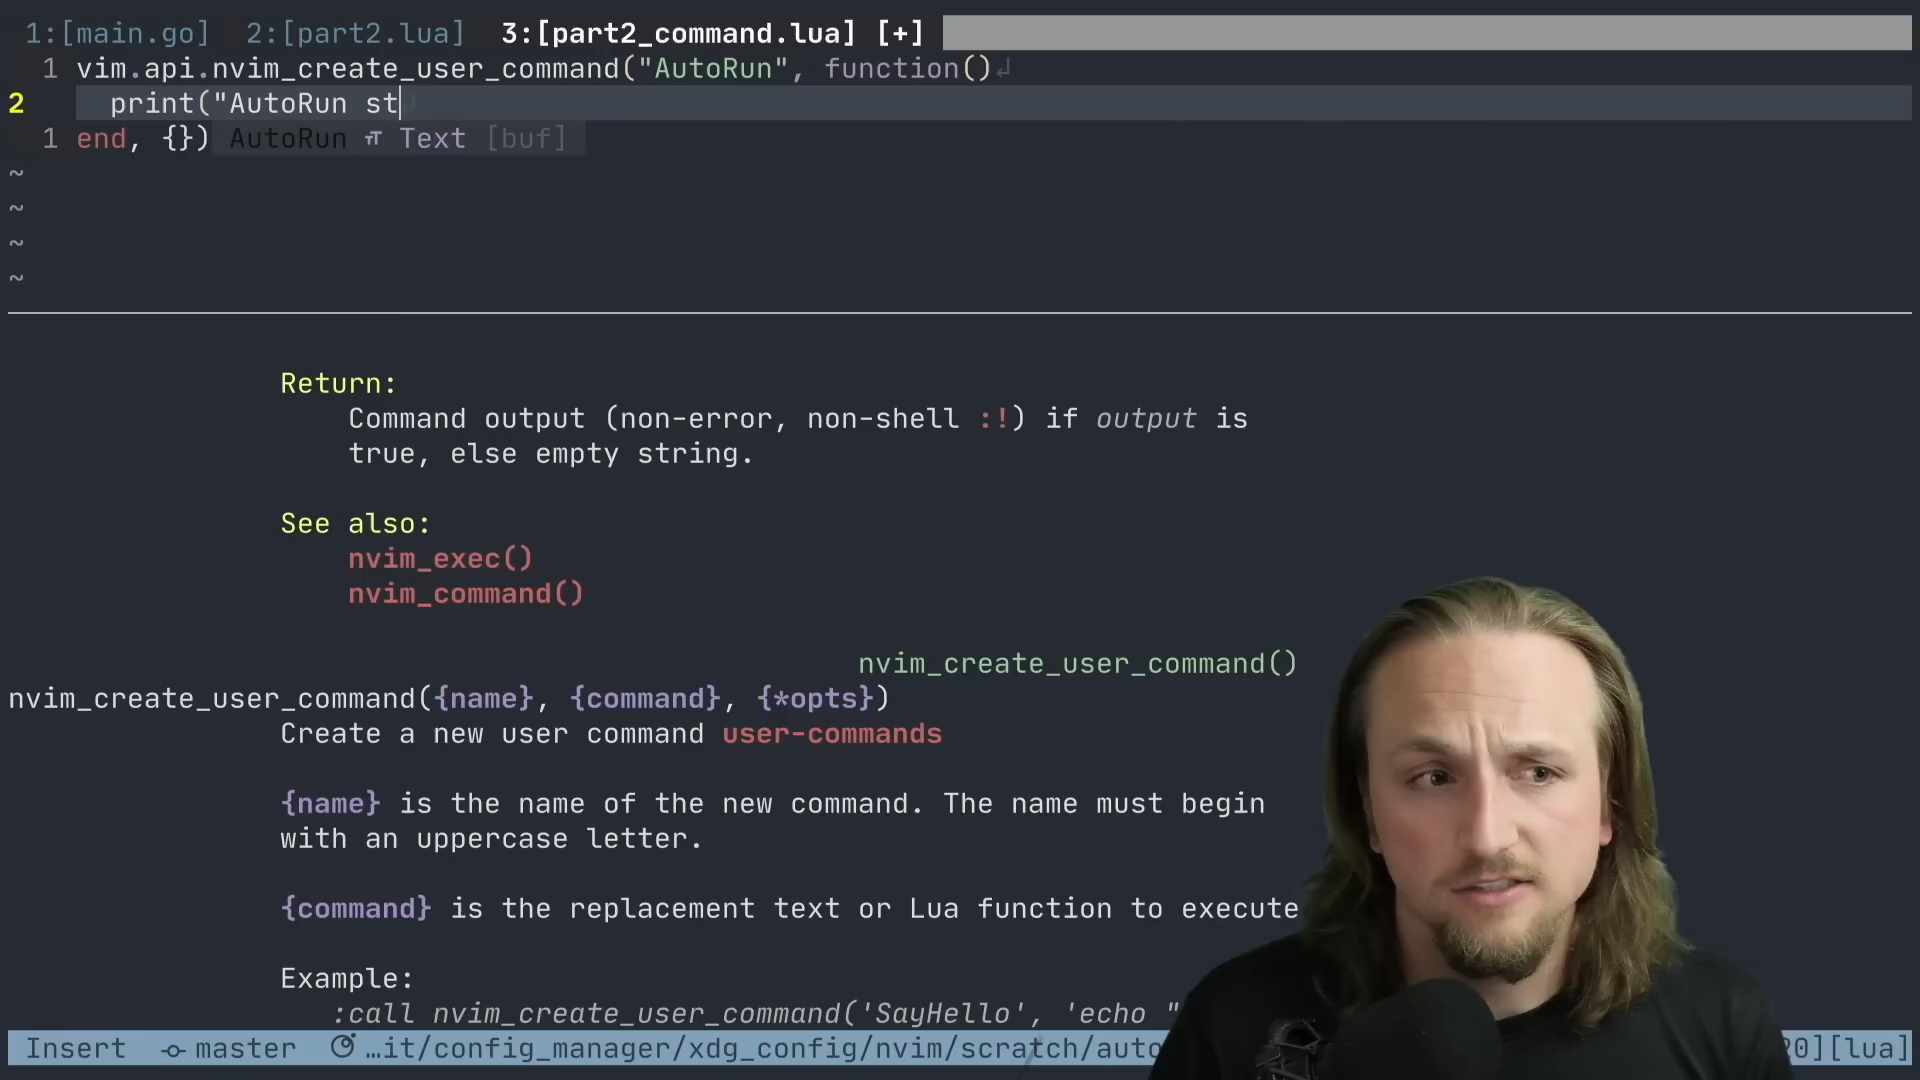 1:[main.go]  2:[part2.lua]  3:[part2_command.lua] [+]
1 vim.api.nvim_create_user_command("AutoRun", function()↲
2 print("AutoRun st
1 end, {}) AutoRun Text [buf]
~
~
~
~
Return:
Command output (non-error, non-shell :!) if output is
true, else empty string.
See also:
nvim_exec()
nvim_command()
nvim_create_user_command()
nvim_create_user_command({name}, {command}, {*opts})
Create a new user command user-commands
{name} is the name of the new command. The name must begin
with an uppercase letter.
{command} is the replacement text or Lua function to execute
Example:
:call nvim_create_user_command('SayHello', 'echo "
Insert master …it/config_manager/xdg_config/nvim/scratch/auto 0][lua]